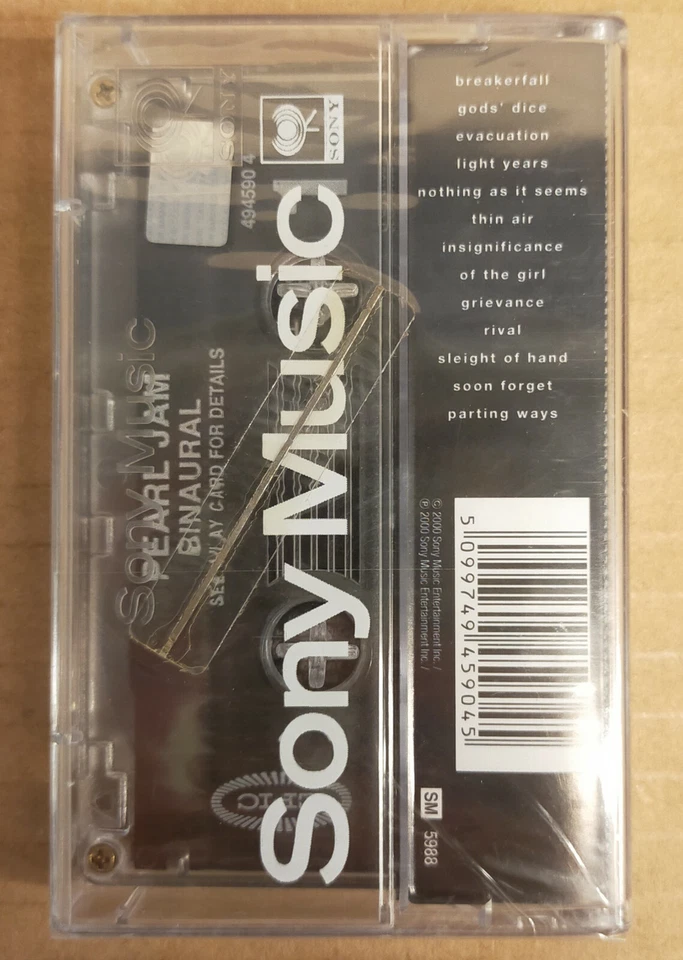 breakerfall
gods' dice
evacuation
light years
nothing as it seems
thin air
insignificance
of the girl
grievance
rival
sleight of hand
soon forget
parting ways
SONY
Sony Music
494590 4
PEARL JAM
BINAURAL
SEE INLAY CARD FOR DETAILS
SONY
Sony Music
© 2000 Sony Music Entertainment Inc. /
℗ 2000 Sony Music Entertainment Inc. /
5 099749 459045
SM 5988